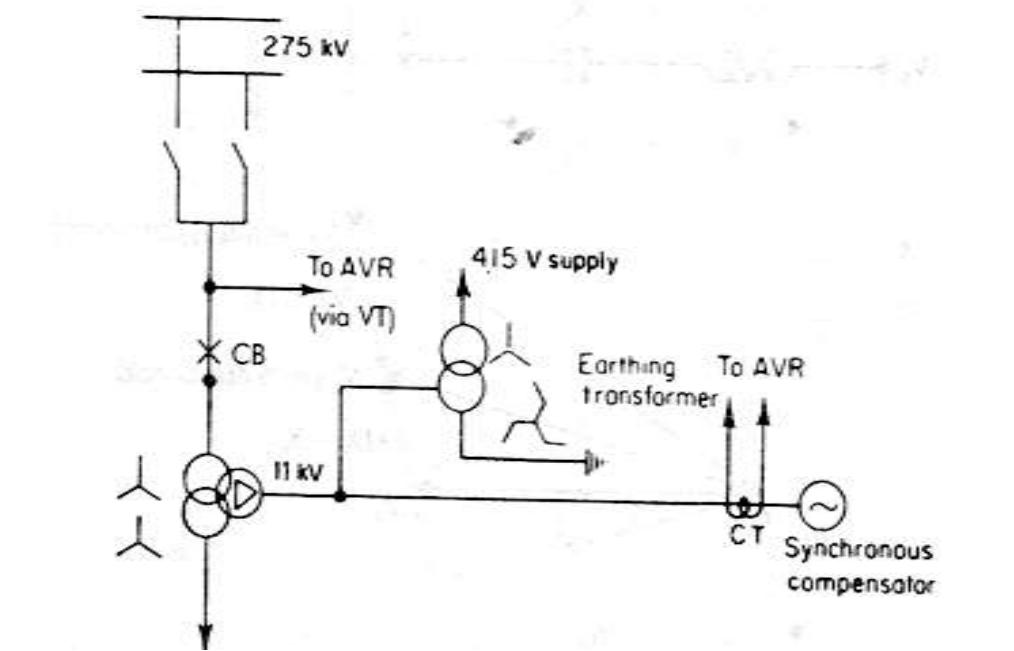 275 kV
To AVR
(via VT)
CB
415 V supply
Earthing
transformer
To AVR
11 kV
CT
Synchronous
compensator